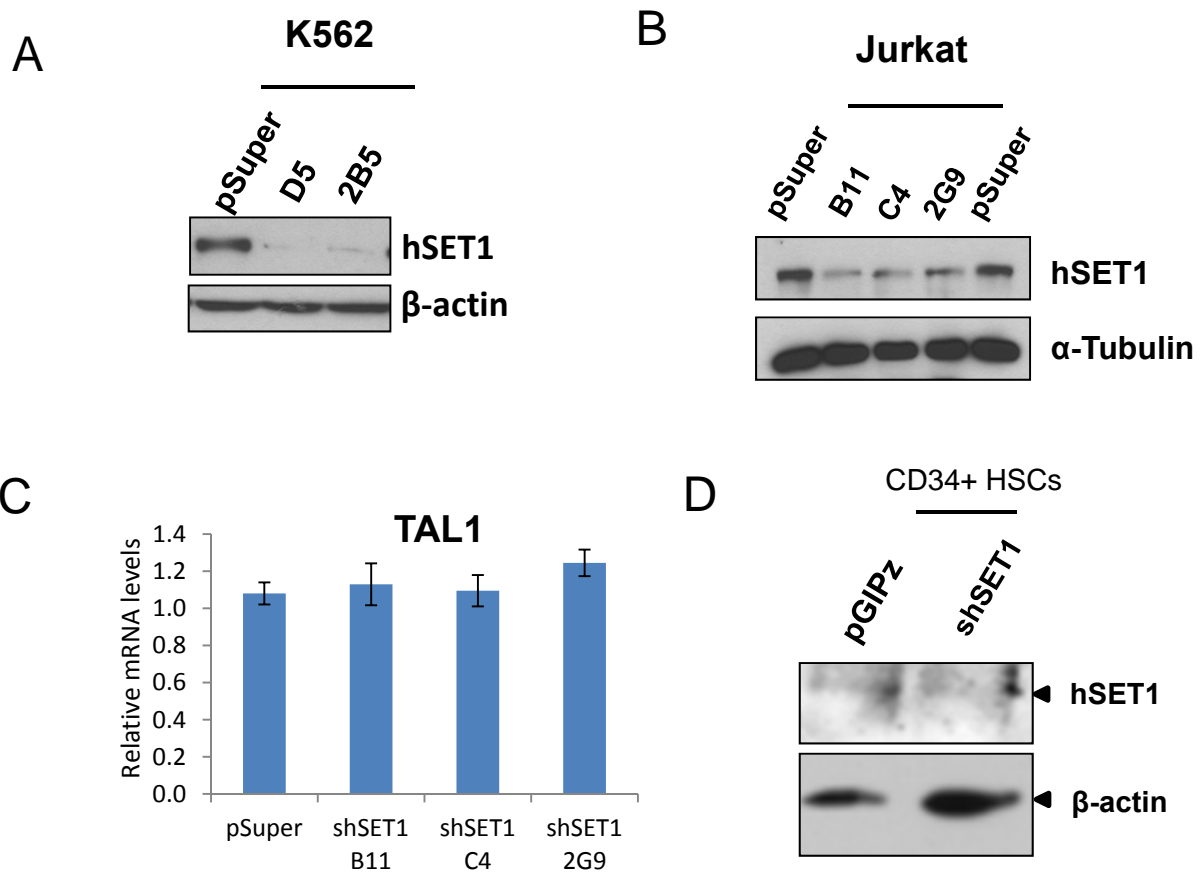 A
K562
pSuper
D5
2B5
hSET1
β-actin
B
Jurkat
pSuper
B11
C4
2G9
pSuper
hSET1
α-Tubulin
C
TAL1
Relative mRNA levels
1.4
1.2
1.0
0.8
0.6
0.4
0.2
0.0
pSuper
shSET1
B11
shSET1
C4
shSET1
2G9
D
CD34+ HSCs
pGIPz
shSET1
hSET1
β-actin